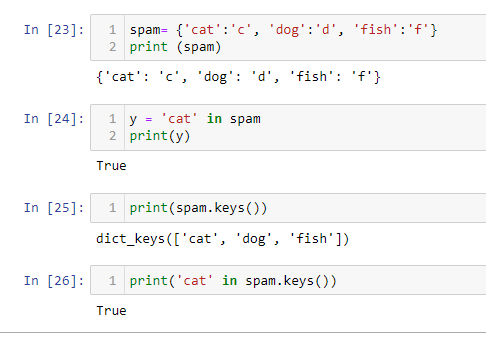 In [23]: 1 spam= {'cat':'c', 'dog':'d', 'fish':'f'}
2 print (spam)
{'cat': 'c', 'dog': 'd', 'fish': 'f'}
In [24]: 1 y = 'cat' in spam
2 print(y)
True
In [25]: 1 print(spam.keys())
dict_keys(['cat', 'dog', 'fish'])
In [26]: 1 print('cat' in spam.keys())
True